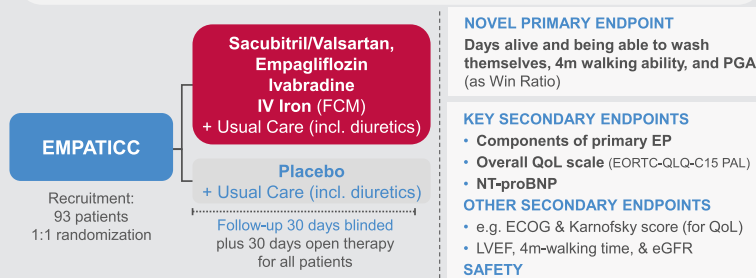 EMPATICC
Recruitment:
93 patients
1:1 randomization
Sacubitril/Valsartan,
Empagliflozin
Ivabradine
IV Iron (FCM)
+ Usual Care (incl. diuretics)
Placebo
+ Usual Care (incl. diuretics)
Follow-up 30 days blinded
plus 30 days open therapy
for all patients
NOVEL PRIMARY ENDPOINT
Days alive and being able to wash
themselves, 4m walking ability, and PGA
(as Win Ratio)
KEY SECONDARY ENDPOINTS
• Components of primary EP
• Overall QoL scale (EORTC-QLQ-C15 PAL)
• NT-proBNP
OTHER SECONDARY ENDPOINTS
• e.g. ECOG & Karnofsky score (for QoL)
• LVEF, 4m-walking time, & eGFR
SAFETY